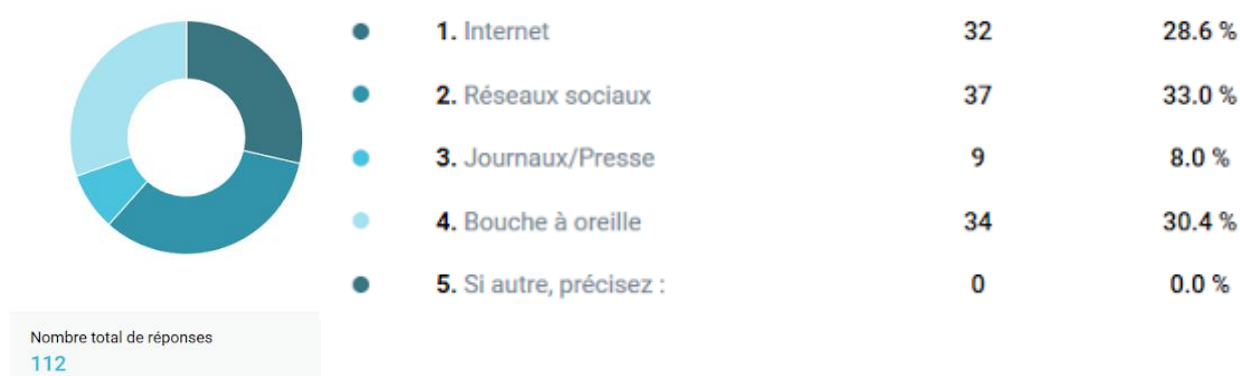 1. Internet 32 28.6 %
2. Réseaux sociaux 37 33.0 %
3. Journaux/Presse 9 8.0 %
4. Bouche à oreille 34 30.4 %
5. Si autre, précisez : 0 0.0 %
Nombre total de réponses
112